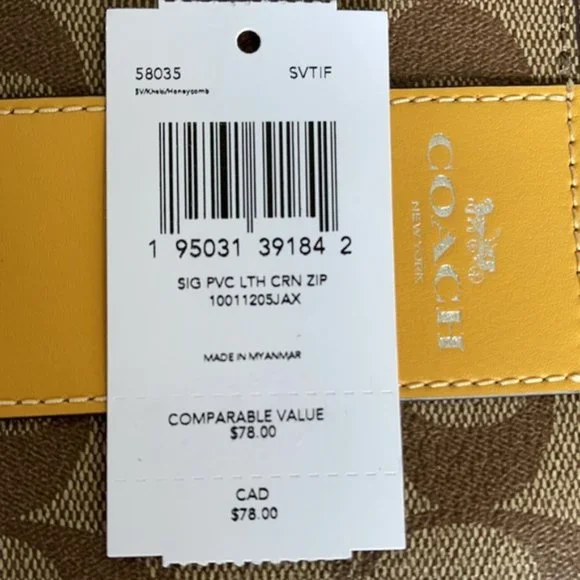 58035 SVTIF
SV/Khaki/Honeycomb
1 95031 39184 2
SIG PVC LTH CRN ZIP
10011205JAX
MADE IN MYANMAR
COMPARABLE VALUE
$78.00
CAD
$78.00
COACH
NEW YORK